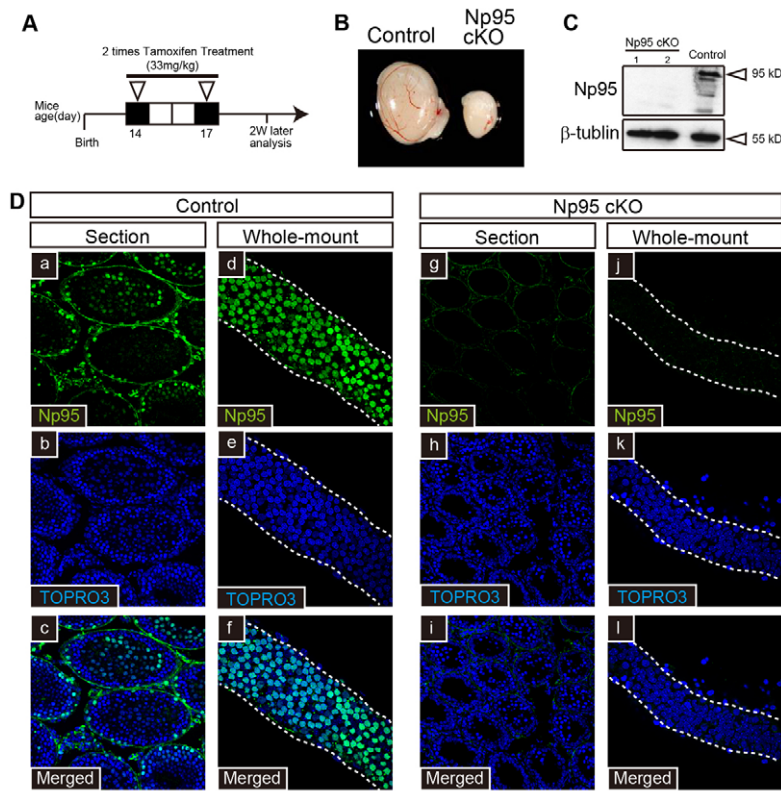 A
2 times Tamoxifen Treatment
(33mg/kg)
Mice
age(day)
Birth
14
17
2W later
analysis
B
Control
Np95
cKO
C
Np95 cKO
1
2
Control
Np95
95 kD
β-tublin
55 kD
D
Control
Np95 cKO
Section
Whole-mount
Section
Whole-mount
a
Np95
d
Np95
g
Np95
j
Np95
b
TOPRO3
e
TOPRO3
h
TOPRO3
k
TOPRO3
c
Merged
f
Merged
i
Merged
l
Merged